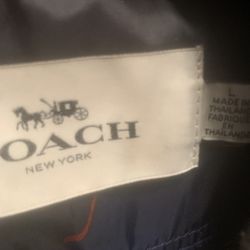 OACH
NEW YORK
L
MADE IN
THAILAND
FABRIQUÉ
EN
THAILANDE